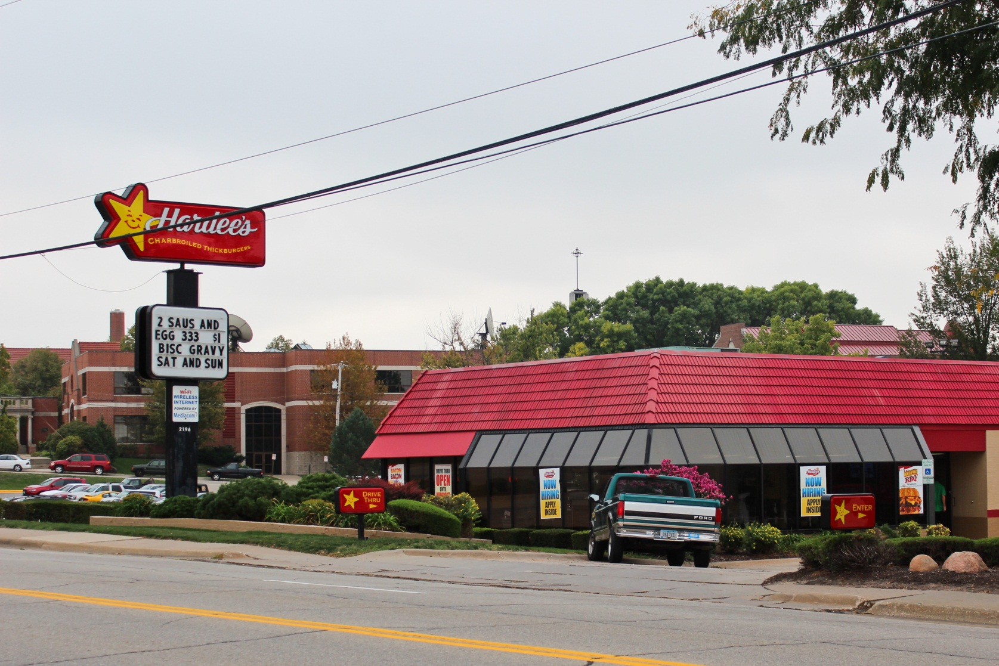 Hardee's
CHARBROILED THICKBURGERS
2 SAUS AND
EGG 333 $1
BISC GRAVY
SAT AND SUN
Wi-Fi
WIRELESS
INTERNET
POWERED BY
Mediacom
2196
DRIVE
THRU
BACON
BACON
DRIVE THRU
OPEN
UNTIL
NOW
HIRING
APPLY
INSIDE
FORD
NOW
HIRING
APPLY
INSIDE
ENTER
BBQ